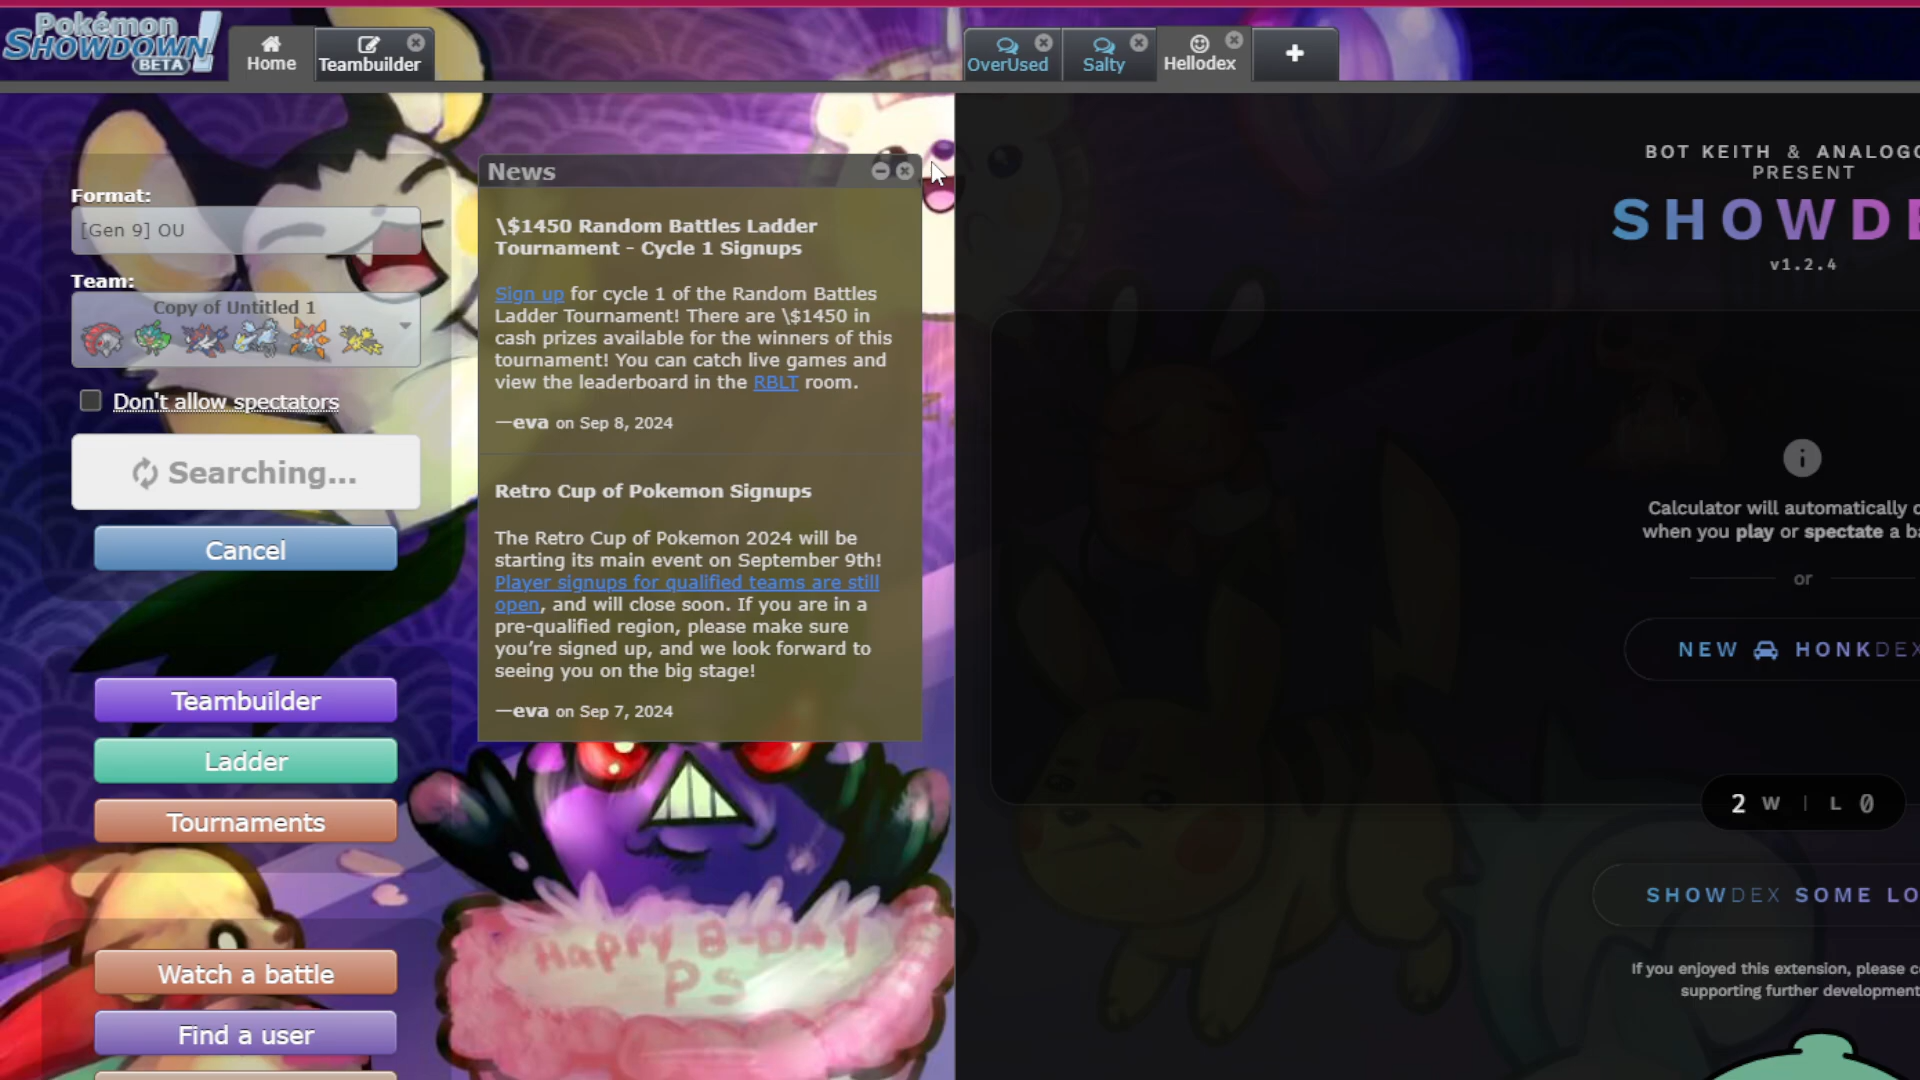 Pokémon
SHOWDOWN!
BETA
Home
Teambuilder
OverUsed
Salty
Hellodex
Format:
[Gen 9] OU
Team:
Copy of Untitled 1
Don't allow spectators
Searching...
Cancel
Teambuilder
Ladder
Tournaments
Watch a battle
Find a user
News
\$1450 Random Battles Ladder
Tournament - Cycle 1 Signups
Sign up for cycle 1 of the Random Battles
Ladder Tournament! There are \$1450 in
cash prizes available for the winners of this
tournament! You can catch live games and
view the leaderboard in the RBLT room.
—eva on Sep 8, 2024
Retro Cup of Pokemon Signups
The Retro Cup of Pokemon 2024 will be
starting its main event on September 9th!
Player signups for qualified teams are still
open, and will close soon. If you are in a
pre-qualified region, please make sure
you're signed up, and we look forward to
seeing you on the big stage!
—eva on Sep 7, 2024
Happy B-DAY
PS
BOT KEITH &
PRESENT
v1.2.4
Calculator will automatically
when you play or spectate a
or
NEW HONKDEX
2 W | L 0
SHOWDEX SOME
If you enjoyed this extension, please
supporting further development